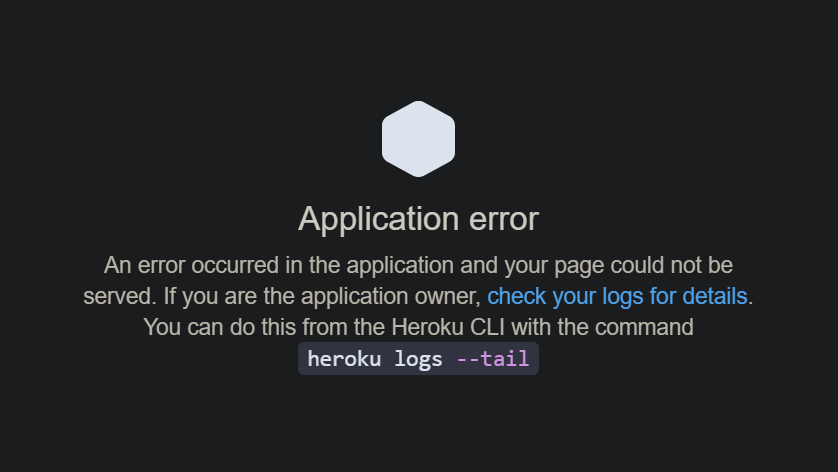 Application error
An error occurred in the application and your page could not be
served. If you are the application owner, check your logs for details.
You can do this from the Heroku CLI with the command
heroku logs --tail